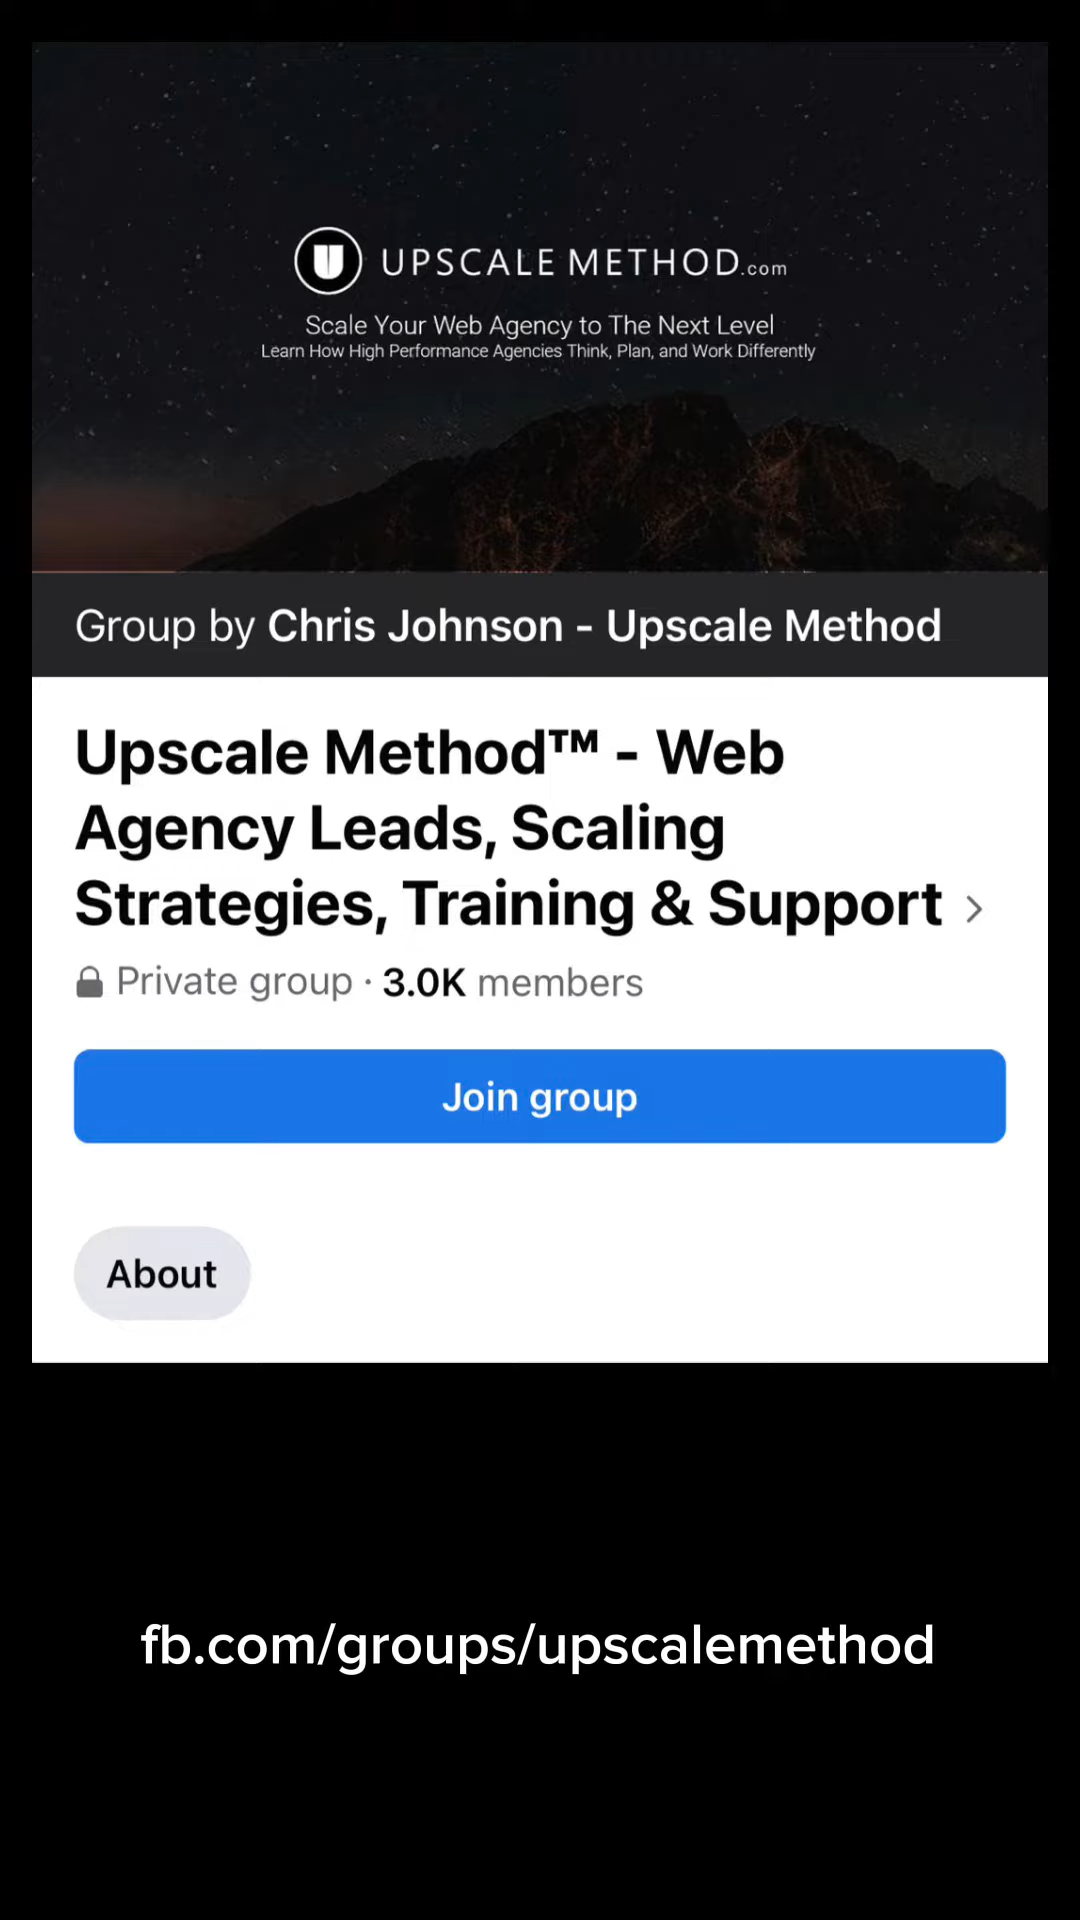 UPSCALE METHOD.com
Scale Your Web Agency to The Next Level
Learn How High Performance Agencies Think, Plan, and Work Differently
Group by Chris Johnson - Upscale Method
Upscale Method™ - Web
Agency Leads, Scaling
Strategies, Training & Support >
Private group · 3.0K members
Join group
About
fb.com/groups/upscalemethod